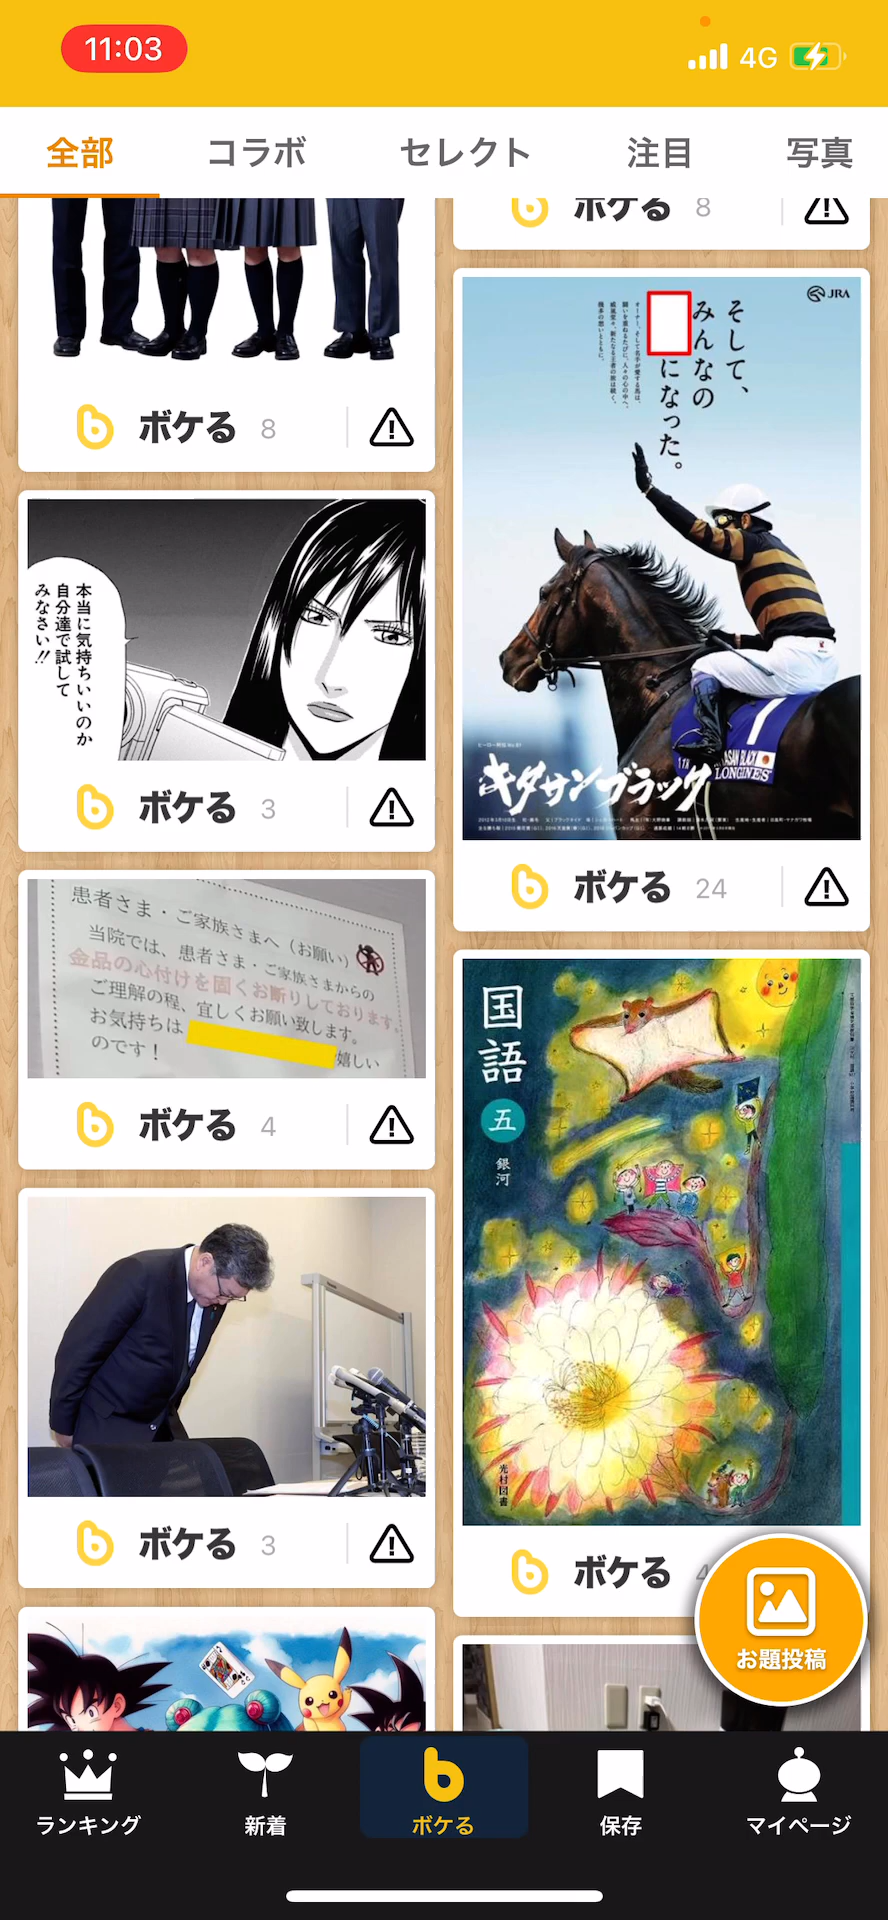 11:03
4G
全部
コラボ
セレクト
注目
写真
ボケる 8
ボケる 8
JRA
そして、
みんなの
になった。
キタサンブラック
LONGINES
ボケる 24
本当に気持ちいいのか
自分達で試して
みなさい!!
ボケる 3
患者さま・ご家族さまへ（お願い）
当院では、患者さま・ご家族さまからの
金品の心付けを固くお断りしております。
ご理解の程、宜しくお願い致します。
お気持ちは 嬉しい
のです！
ボケる 4
国語
五
銀河
光村図書
ボケる
ボケる 3
お題投稿
ランキング
新着
ボケる
保存
マイページ